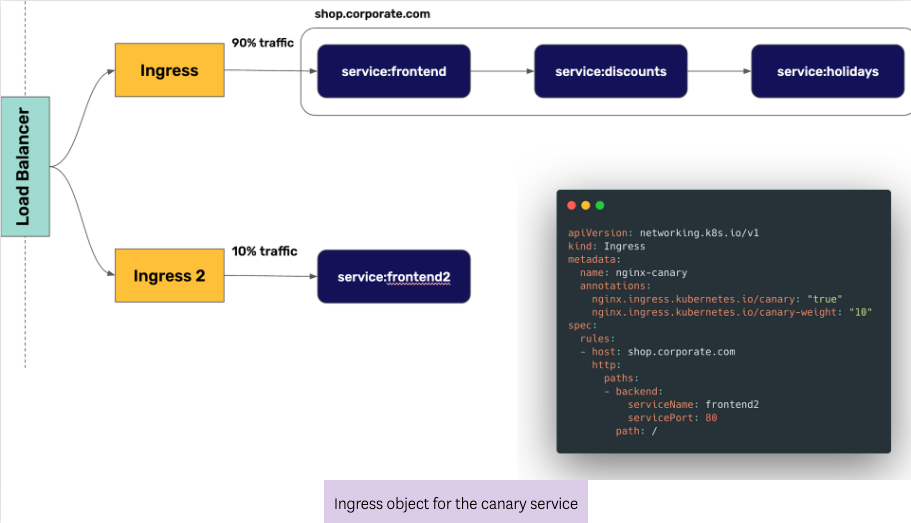 shop.corporate.com
90% traffic
Ingress
service:frontend
service:discounts
service:holidays
Load Balancer
10% traffic
Ingress 2
service:frontend2
apiVersion: networking.k8s.io/v1
kind: Ingress
metadata:
  name: nginx-canary
  annotations:
    nginx.ingress.kubernetes.io/canary: "true"
    nginx.ingress.kubernetes.io/canary-weight: "10"
spec:
  rules:
  - host: shop.corporate.com
    http:
      paths:
      - backend:
          serviceName: frontend2
          servicePort: 80
        path: /
Ingress object for the canary service